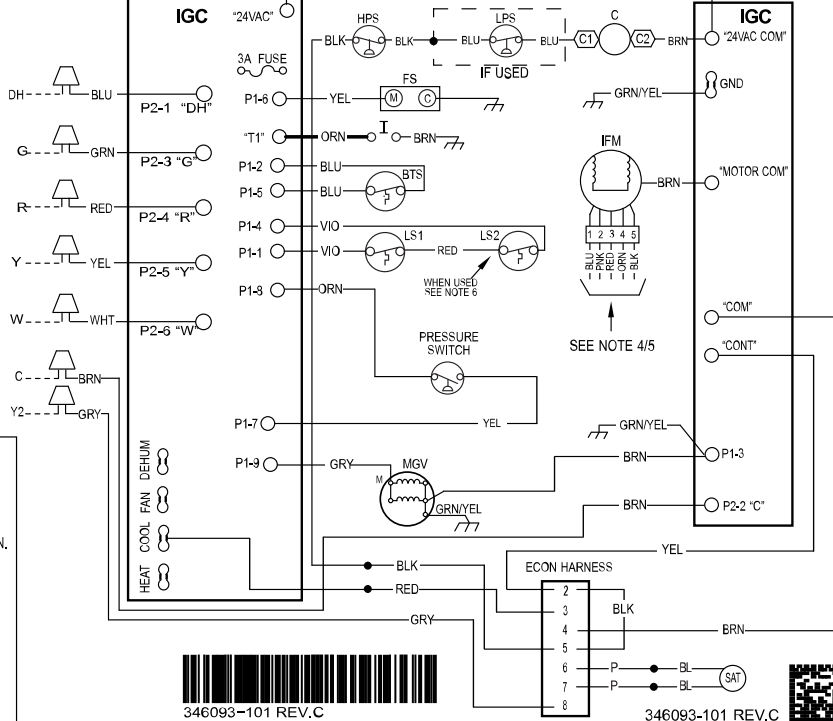 IGC
"24VAC"
3A FUSE
DH
BLU
P2-1 "DH"
G
GRN
P2-3 "G"
R
RED
P2-4 "R"
Y
YEL
P2-5 "Y"
W
WHT
P2-6 "W"
C
BRN
Y2
GRY
DEHUM
FAN
COOL
HEAT
N.
P1-6
YEL
FS
M
C
"T1"
ORN
I
BRN
P1-2
BLU
BTS
P1-5
BLU
P1-4
VIO
P1-1
VIO
LS1
RED
LS2
WHEN USED
SEE NOTE 6
P1-8
ORN
PRESSURE
SWITCH
P1-7
YEL
P1-9
GRY
M
MGV
GRN/YEL
BLK
HPS
BLK
BLU
LPS
BLU
IF USED
C1
C
C2
BRN
IGC
"24VAC COM"
GRN/YEL
GND
IFM
BRN
"MOTOR COM"
1 2 3 4 5
BLU
PNK
RED
ORN
BLK
SEE NOTE 4/5
"COM"
"CONT"
GRN/YEL
BRN
P1-3
BRN
P2-2 "C"
YEL
BLK
RED
GRY
ECON HARNESS
2
3
4
5
6
7
8
BLK
BRN
P
BL
P
BL
SAT
346093-101 REV.C
346093-101 REV.C